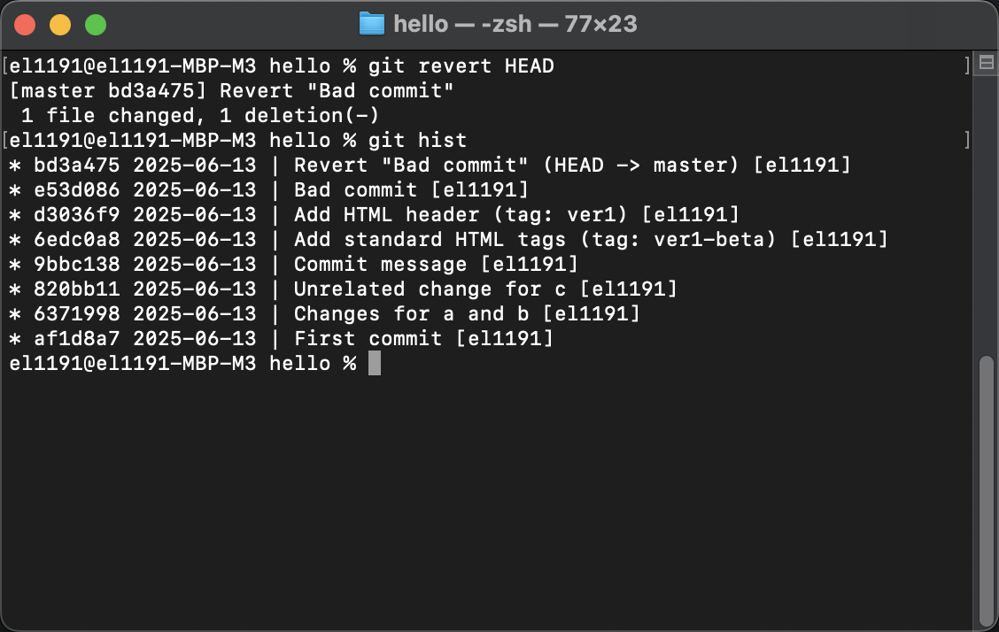 hello — -zsh — 77×23
[el1191@el1191-MBP-M3 hello % git revert HEAD ]
[master bd3a475] Revert "Bad commit"
 1 file changed, 1 deletion(-)
[el1191@el1191-MBP-M3 hello % git hist ]
* bd3a475 2025-06-13 | Revert "Bad commit" (HEAD -> master) [el1191]
* e53d086 2025-06-13 | Bad commit [el1191]
* d3036f9 2025-06-13 | Add HTML header (tag: ver1) [el1191]
* 6edc0a8 2025-06-13 | Add standard HTML tags (tag: ver1-beta) [el1191]
* 9bbc138 2025-06-13 | Commit message [el1191]
* 820bb11 2025-06-13 | Unrelated change for c [el1191]
* 6371998 2025-06-13 | Changes for a and b [el1191]
* af1d8a7 2025-06-13 | First commit [el1191]
el1191@el1191-MBP-M3 hello %